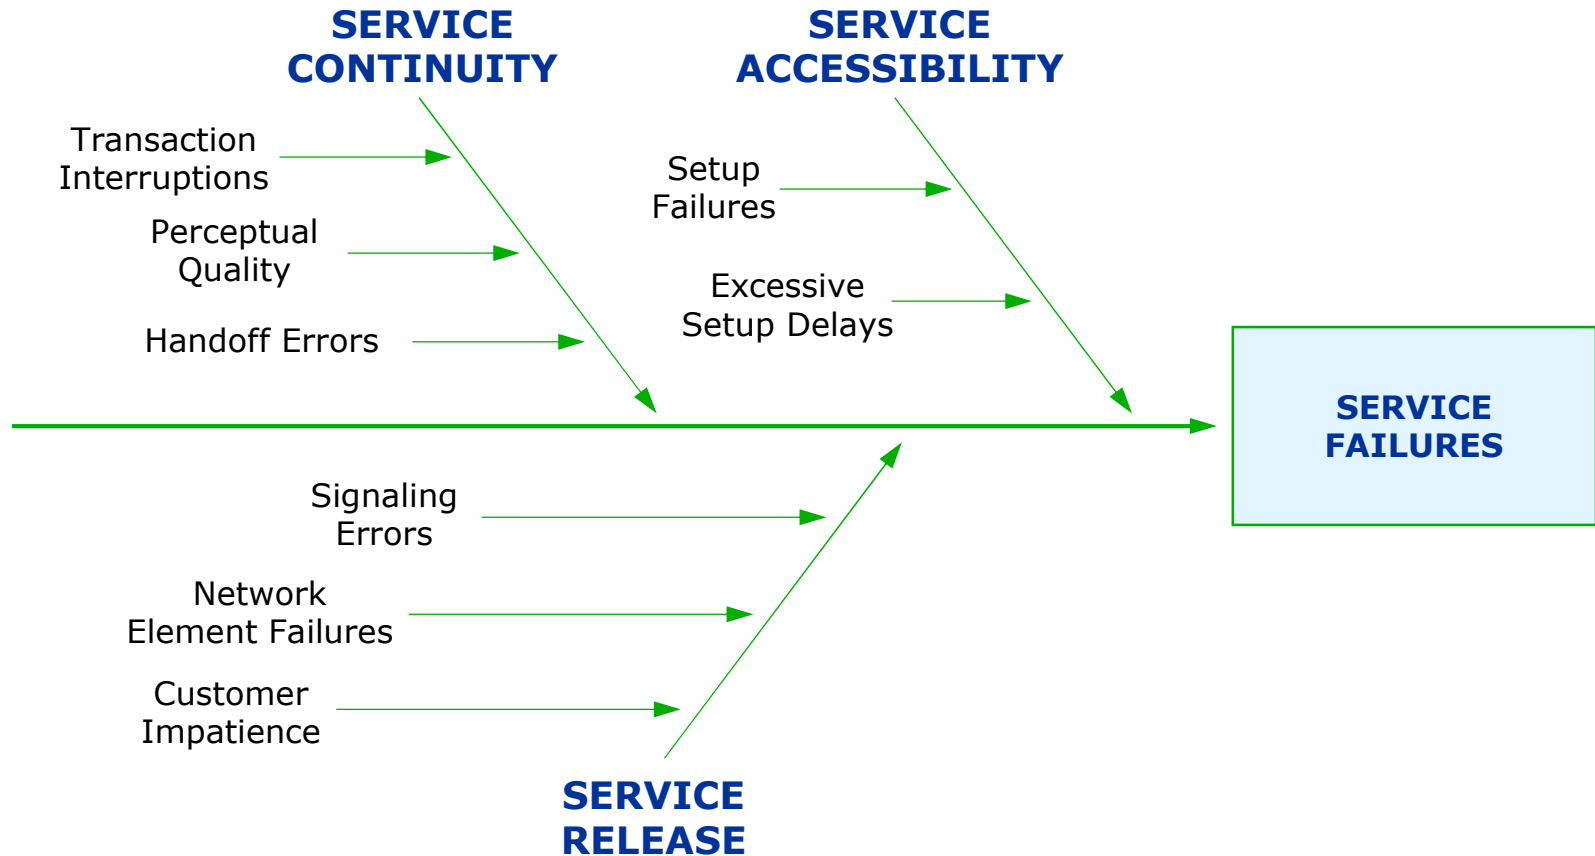 SERVICE
CONTINUITY
SERVICE
ACCESSIBILITY
Transaction
Interruptions
Perceptual
Quality
Handoff Errors
Setup
Failures
Excessive
Setup Delays
SERVICE
FAILURES
Signaling
Errors
Network
Element Failures
Customer
Impatience
SERVICE
RELEASE